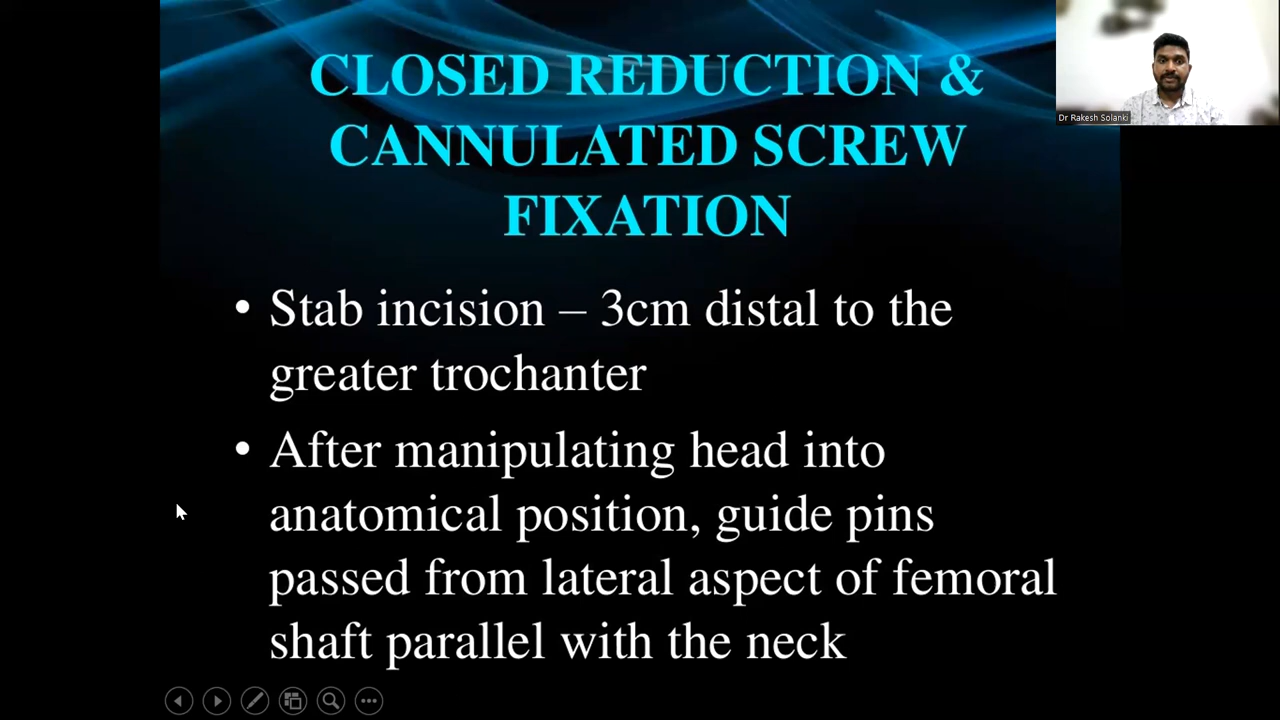 CLOSED REDUCTION &
CANNULATED SCREW
FIXATION
Dr Rakesh Solanki
• Stab incision – 3cm distal to the
greater trochanter
• After manipulating head into
anatomical position, guide pins
passed from lateral aspect of femoral
shaft parallel with the neck